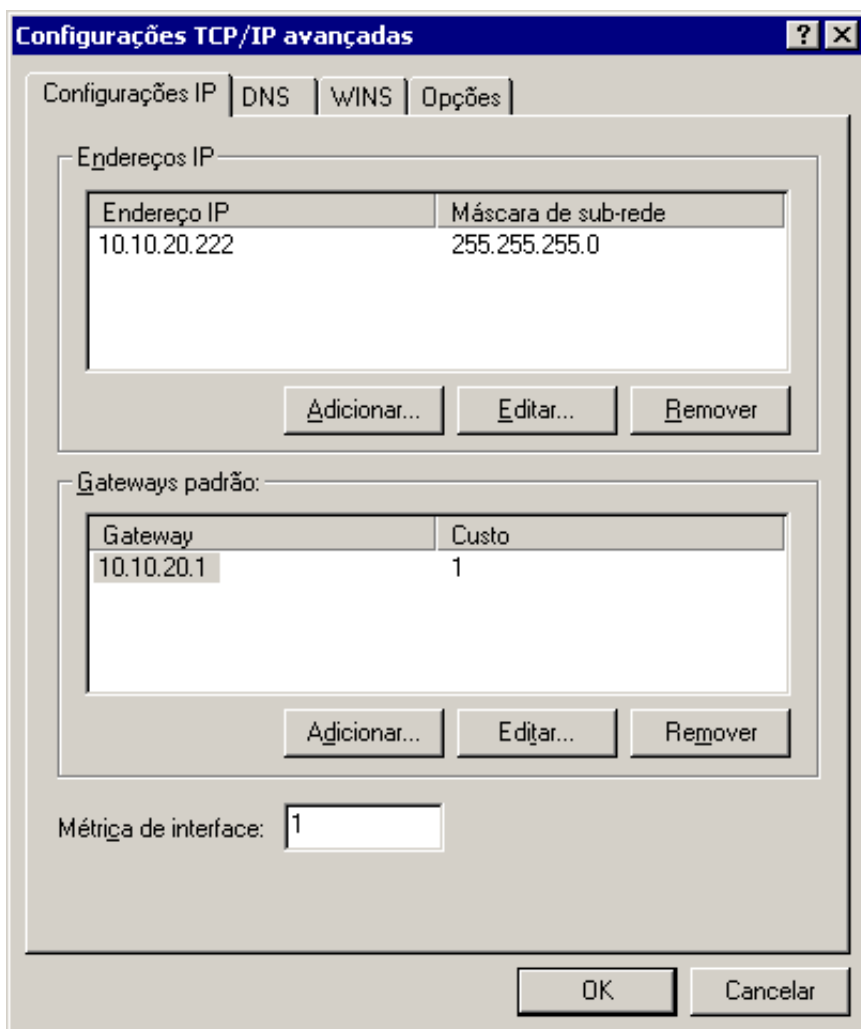 Configurações TCP/IP avançadas
Configurações IP DNS WINS Opções
Endereços IP
Endereço IP Máscara de sub-rede
10.10.20.222 255.255.255.0
Adicionar... Editar... Remover
Gateways padrão:
Gateway Custo
10.10.20.1 1
Adicionar... Editar... Remover
Métrica de interface: 1
OK Cancelar